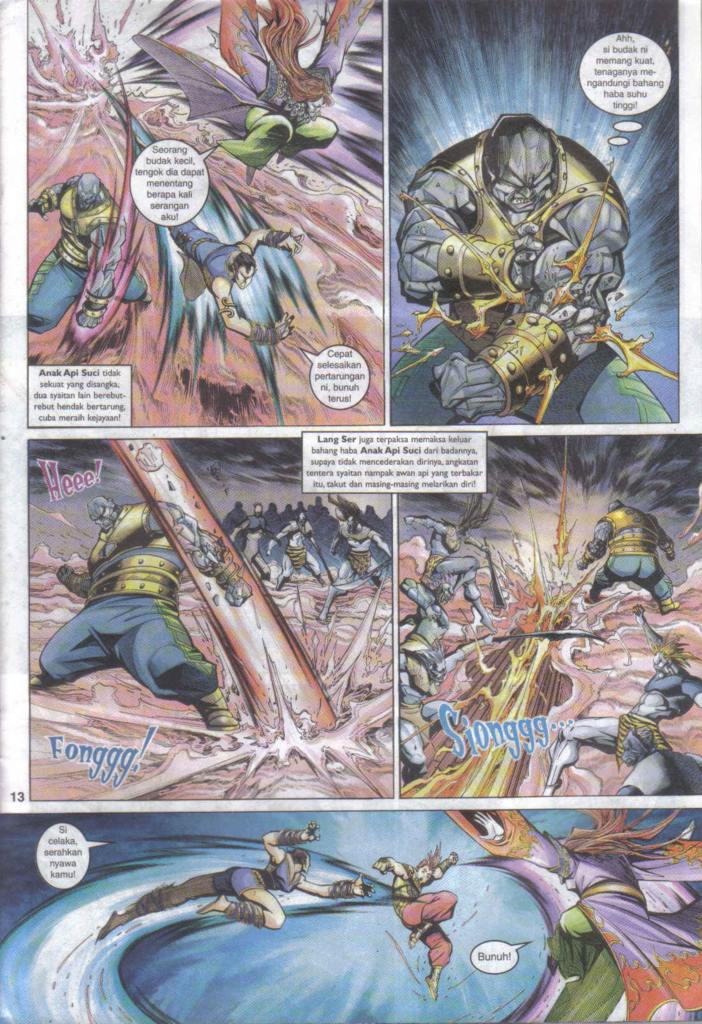 Seorang
budak kecil,
tengok dia dapat
menentang
berapa kali
serangan
aku!
Cepat
selesaikan
pertarungan
ni, bunuh
terus!
Anak Api Suci tidak
sekuat yang disangka,
dua syaitan lain berebut-
rebut hendak bertarung,
cuba meraih kejayaan!
Ahh,
si budak ni
memang kuat,
tenaganya me-
ngandungi bahang
haba suhu
tinggi!
Lang Ser juga terpaksa memaksa keluar
bahang haba Anak Api Suci dari badannya,
supaya tidak mencederakan dirinya, angkatan
tentera syaitan nampak awan api yang terbakar
itu, takut dan masing-masing melarikan diri!
Heee!
Fonggg!
Sionggg...
13
Si
celaka,
serahkan
nyawa
kamu!
Bunuh!